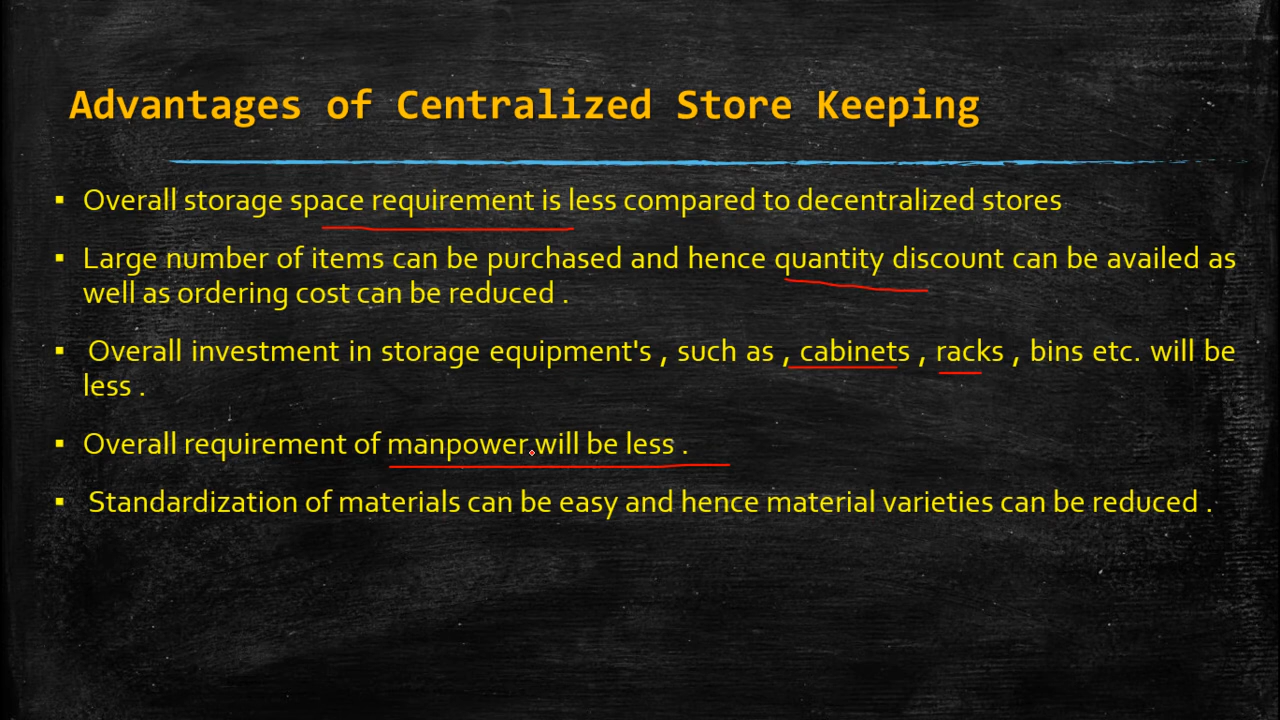 Advantages of Centralized Store Keeping
▪ Overall storage space requirement is less compared to decentralized stores
▪ Large number of items can be purchased and hence quantity discount can be availed as
well as ordering cost can be reduced .
▪ Overall investment in storage equipment's , such as , cabinets , racks , bins etc. will be
less .
▪ Overall requirement of manpower will be less .
▪ Standardization of materials can be easy and hence material varieties can be reduced .